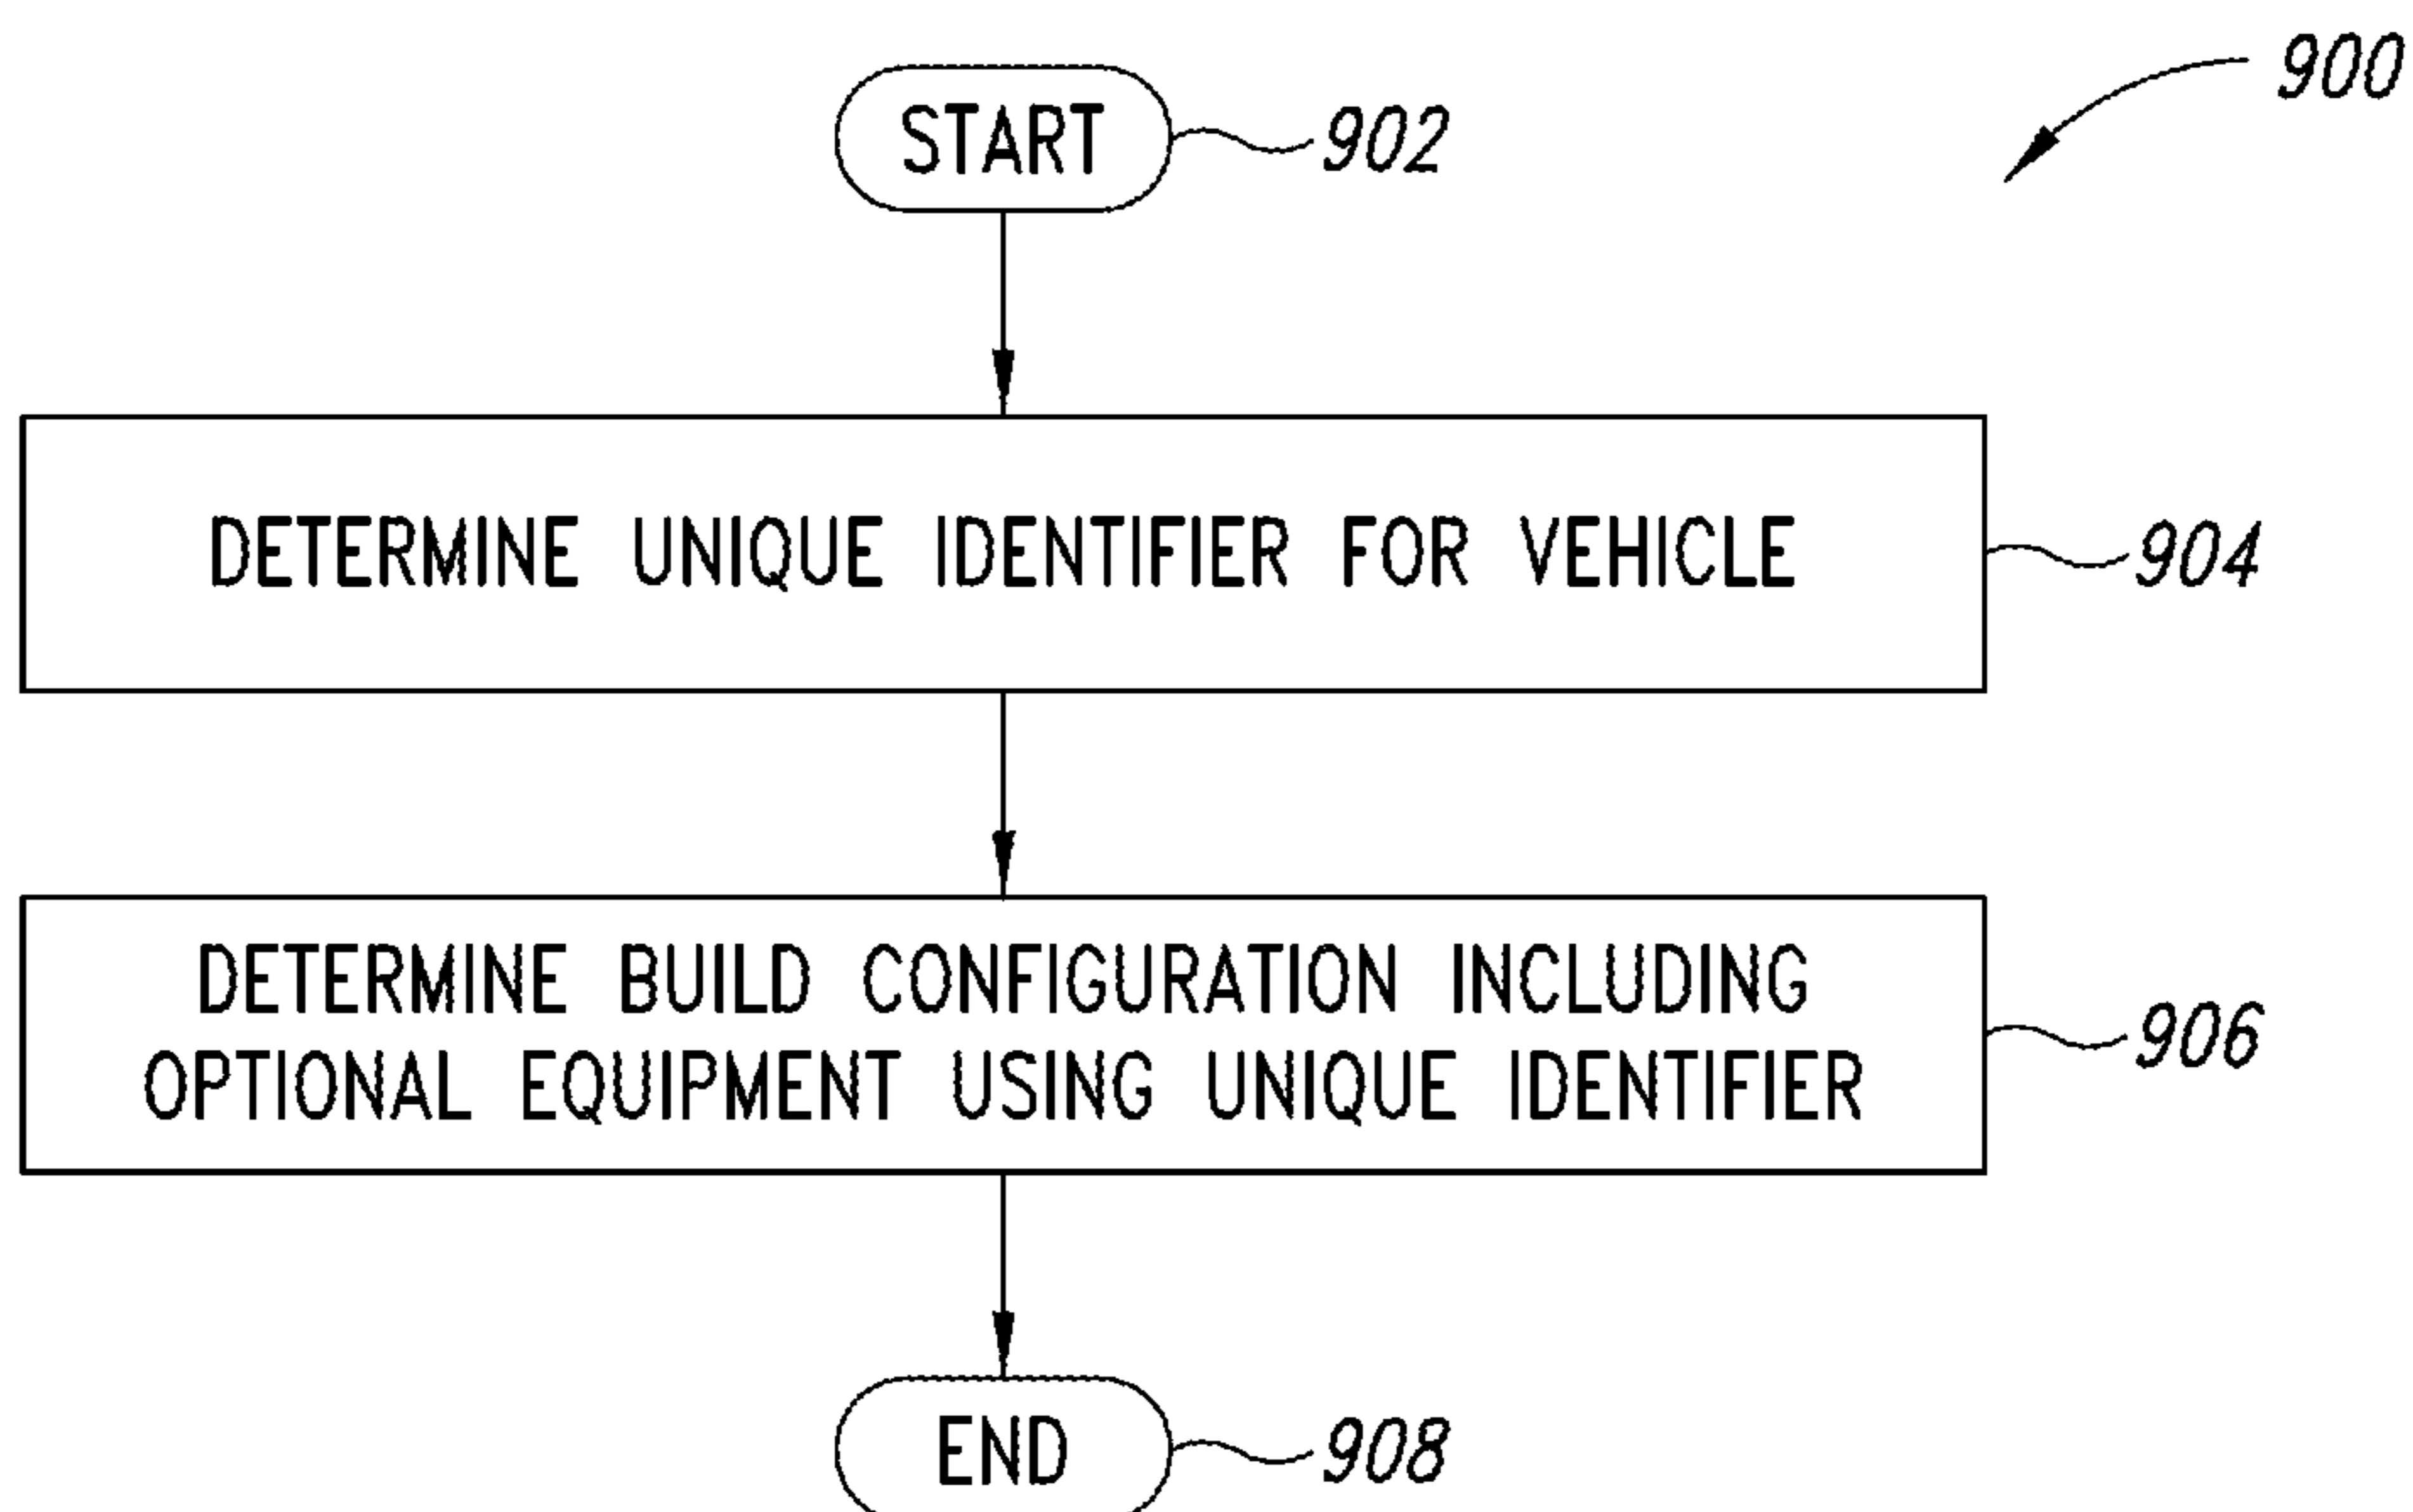 900
START 902
DETERMINE UNIQUE IDENTIFIER FOR VEHICLE 904
DETERMINE BUILD CONFIGURATION INCLUDING
OPTIONAL EQUIPMENT USING UNIQUE IDENTIFIER
906
END 908